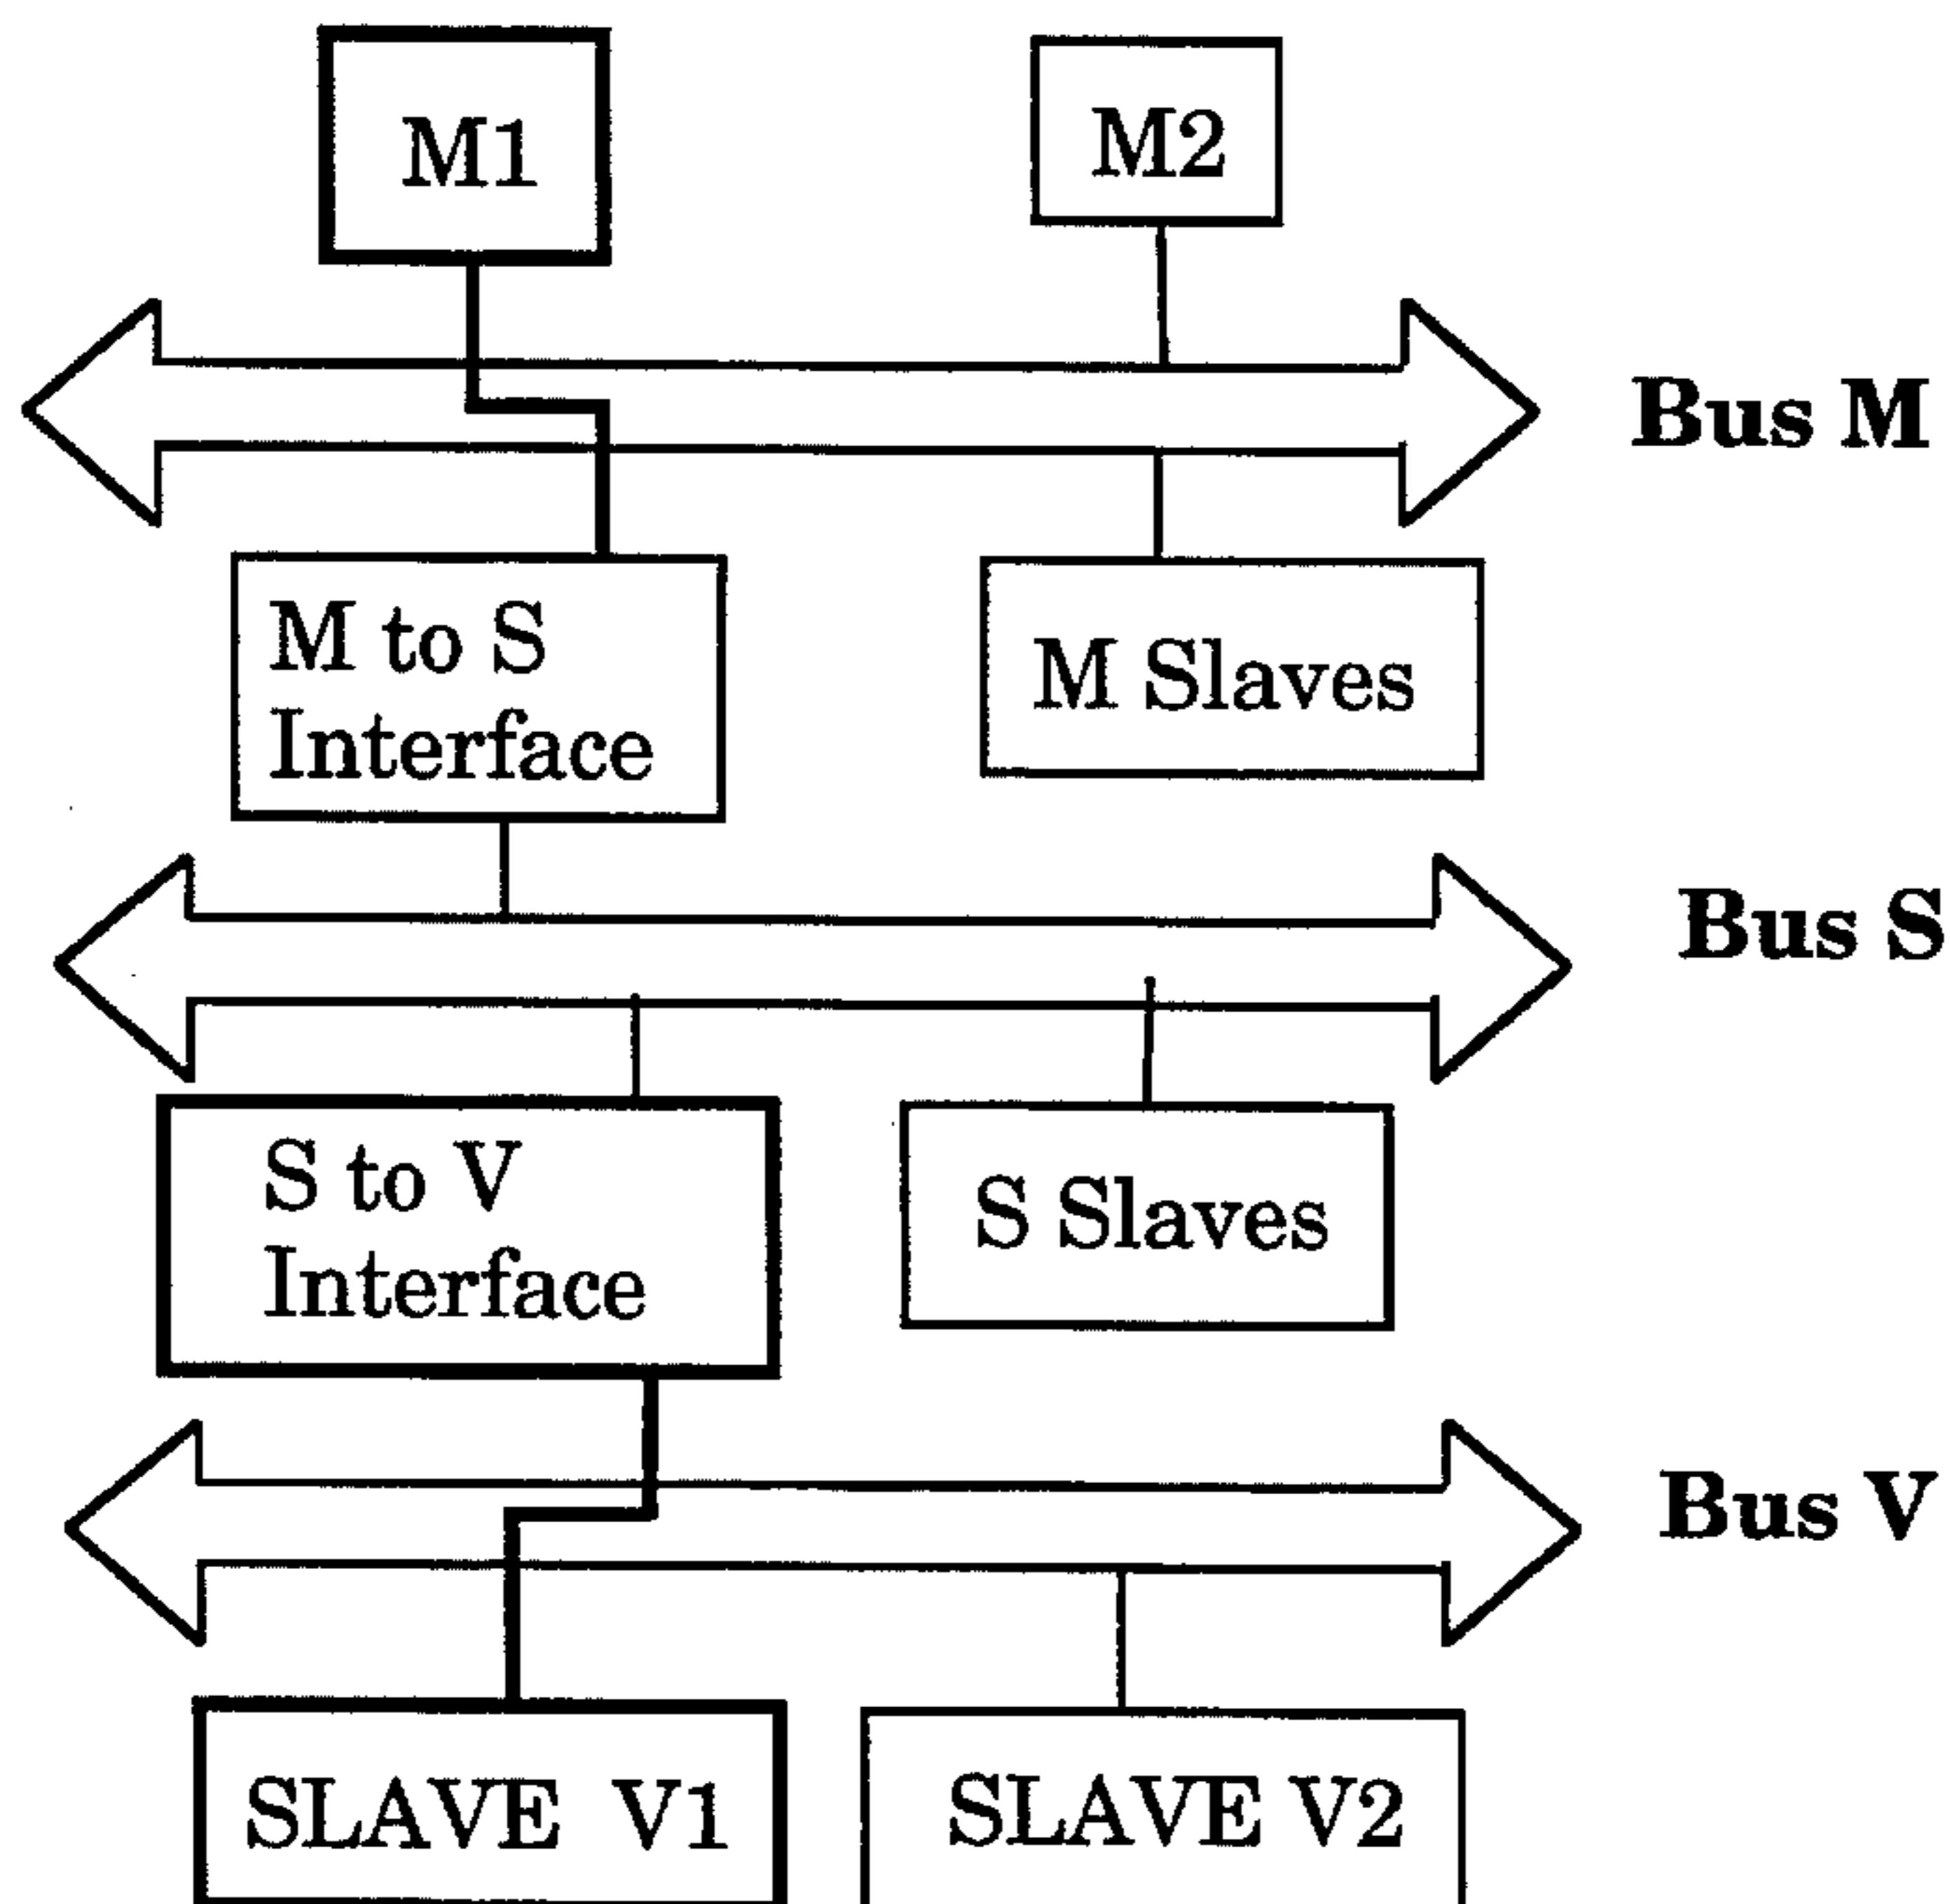 M1
M2
Bus M
M to S
Interface
M Slaves
Bus S
S to V
Interface
S Slaves
Bus V
SLAVE V1
SLAVE V2